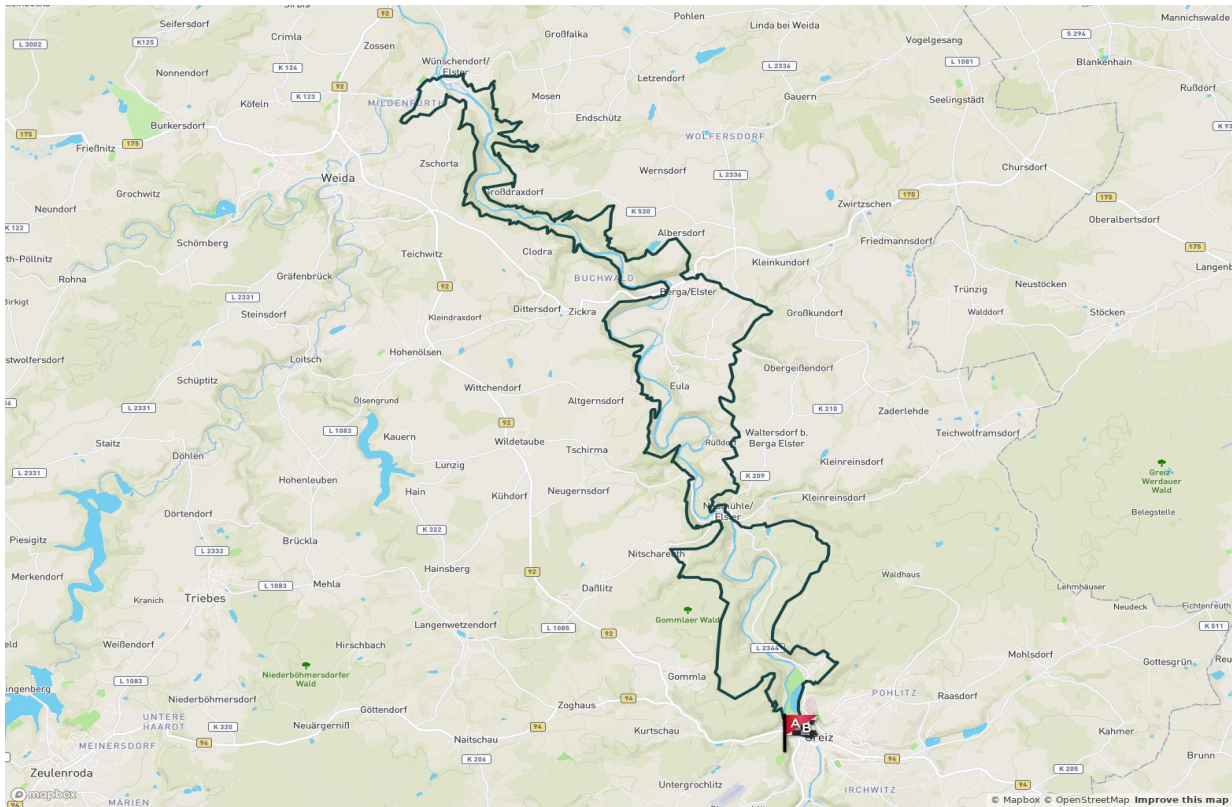 Sirbis
92
Pohlen
Mannichswalde
Seifersdorf
K125
Crimla
Großfalka
Linda bei Weida
S 294
L 3002
Zossen
Vogelgesang
Blankenhain
Wünschendorf/
Elster
L 2336
L 1081
Nonnendorf
K 124
92
Letzendorf
Rußdorf
Köfeln
K 123
MILDENFURTH
Mosen
Gauern
Seelingstädt
Burkersdorf
Endschütz
175
Frießnitz
175
WOLFERSDORF
175
Zschorta
Wernsdorf
L 2336
Chursdorf
Weida
Grochwitz
Großdraxdorf
175
175
Neundorf
K 530
Zwirtzschen
Oberalbertsdorf
K 122
Schömberg
Albersdorf
Friedmannsdorf
175
Teichwitz
Clodra
Kleinkundorf
Rohna
Gräfenbrück
BUCHWALD
92
Trünzig
Neustöcken
Birkigt
L 2331
Dittersdorf
Berga/Elster
Steinsdorf
Kleindraxdorf
Zickra
Großkundorf
Walddorf
Stöcken
Loitsch
Hohenölsen
Obergeißendorf
Schüptitz
Wittchendorf
Eula
Ölsengrund
Altgernsdorf
K 210
Zaderlehde
L 2331
92
L 1083
Kauern
Wildetaube
Rußdorf
Waltersdorf b.
Berga Elster
Teichwolframsdorf
Staitz
Tschirma
Döhlen
Lunzig
Kleinreinsdorf
L 2331
K 209
Greiz-
Werdauer
Wald
Hohenleuben
Hain
Kühdorf
Neugernsdorf
Kleinreinsdorf
Neumühle/
Elster
Belegstelle
Dörtendorf
K 322
Piesigitz
Brückla
Nitschareuth
L 2332
Merkendorf
Mehla
Hainsberg
92
Waldhaus
Kranich
L 1083
Daßlitz
Lehmhäuser
Triebes
Neudeck
Fichtenreuth
Gommlaer Wald
Langenwetzendorf
L 1085
K 511
92
Weißendorf
Hirschbach
L 2344
Mohlsdorf
Gottesgrün
Niederböhmersdorfer
Wald
L 1083
Gommla
Niederböhmersdorf
POHLITZ
Raasdorf
Zoghaus
94
UNTERE
HAARDT
Göttendorf
K 320
Neuärgerniß
94
Kurtschau
A
B
Kahmer
MEINERSDORF
94
Naitschau
Greiz
Brunn
K 206
94
K 205
Zeulenroda
Untergrochlitz
IRCHWITZ
94
MÄRIEN
mapbox
© Mapbox © OpenStreetMap Improve this map